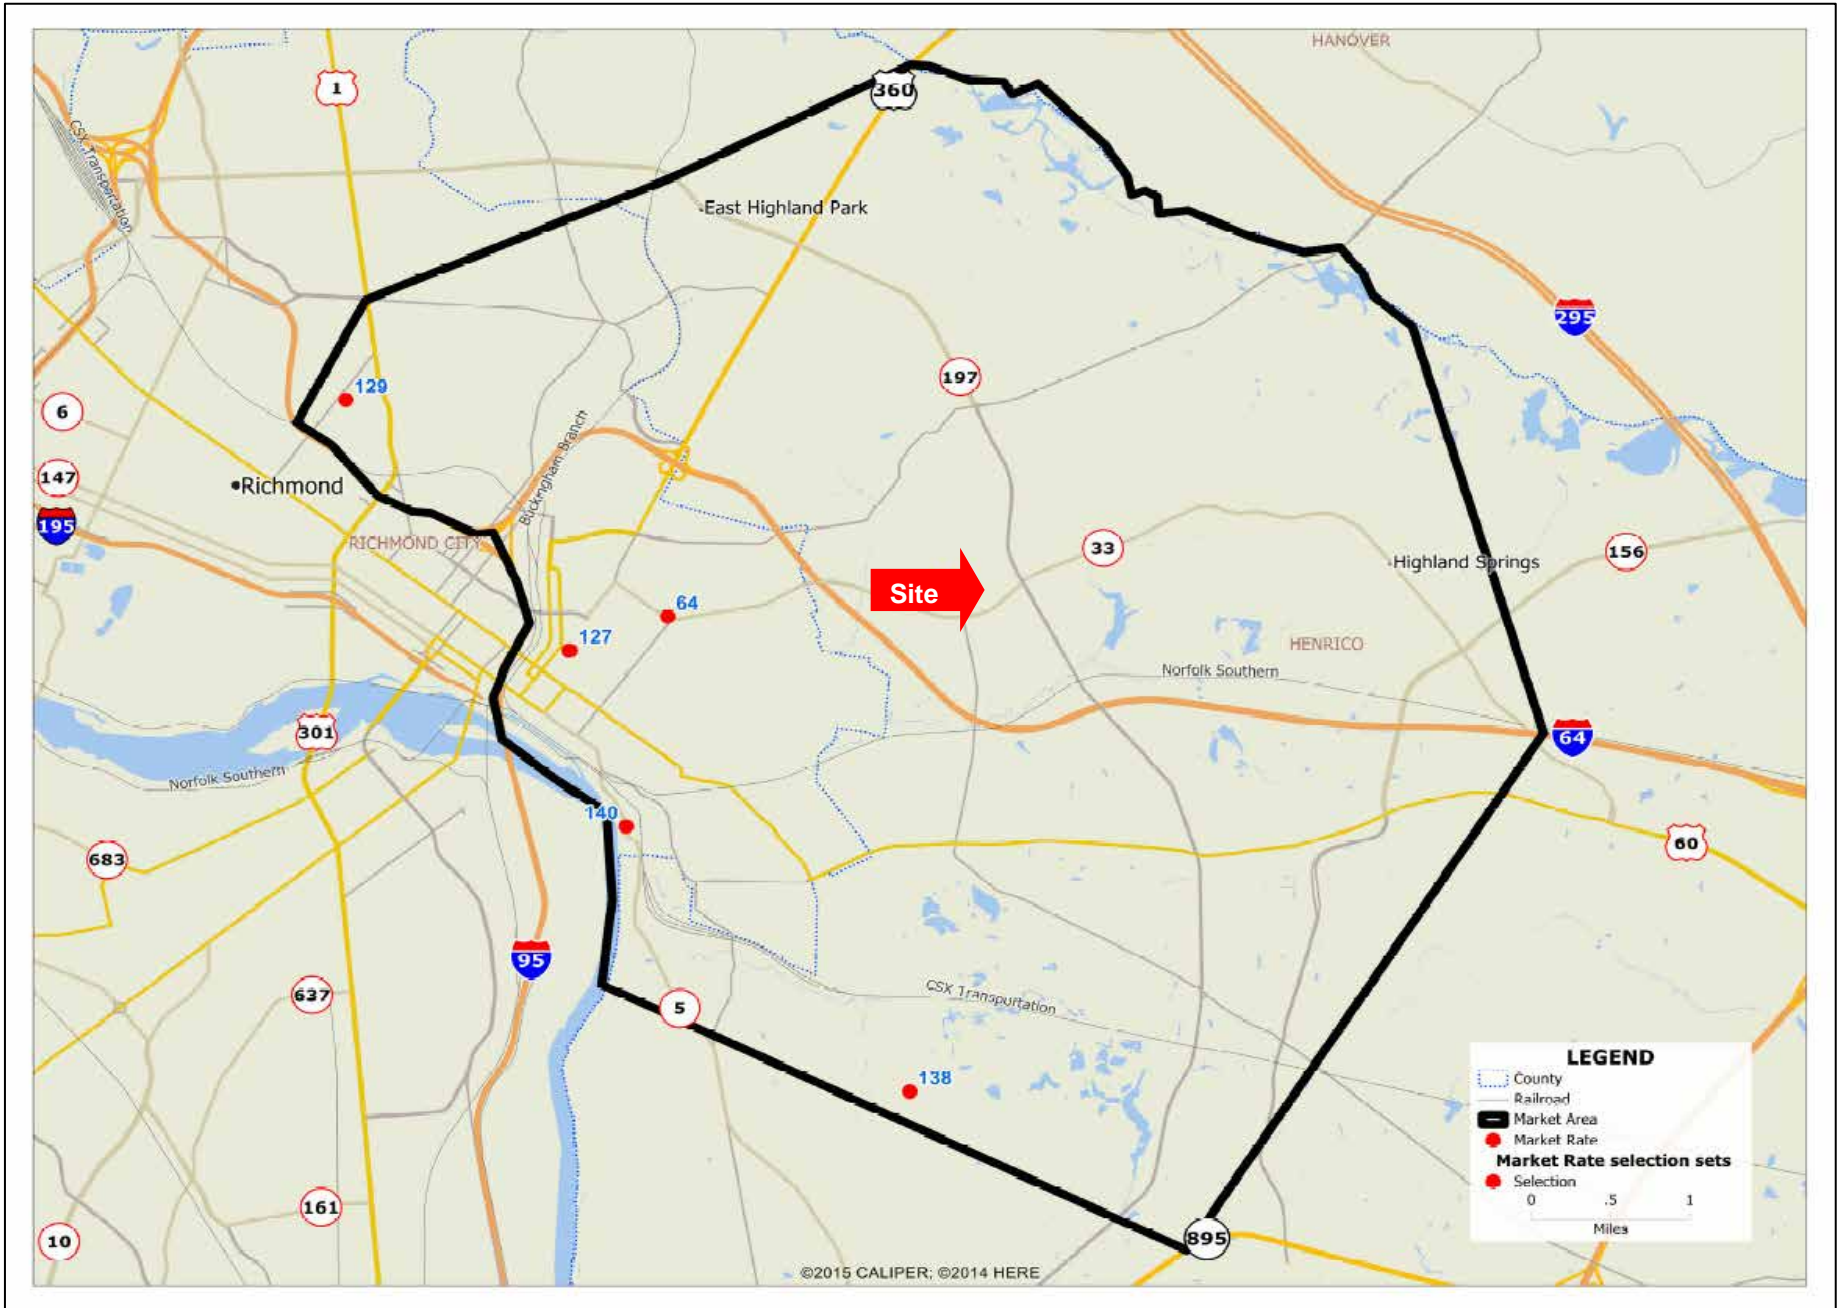 HANOVER
1
360
CSX Transportation
East Highland Park
295
197
129
6
Buckingham Branch
147
Richmond
195
RICHMOND CITY
33
156
Highland Springs
Site
64
127
HENRICO
Norfolk Southern
301
64
Norfolk Southern
140
60
683
95
637
CSX Transportation
5
138
LEGEND
County
Railroad
Market Area
Market Rate
Market Rate selection sets
Selection
0 .5 1
Miles
161
10
895
©2015 CALIPER; ©2014 HERE